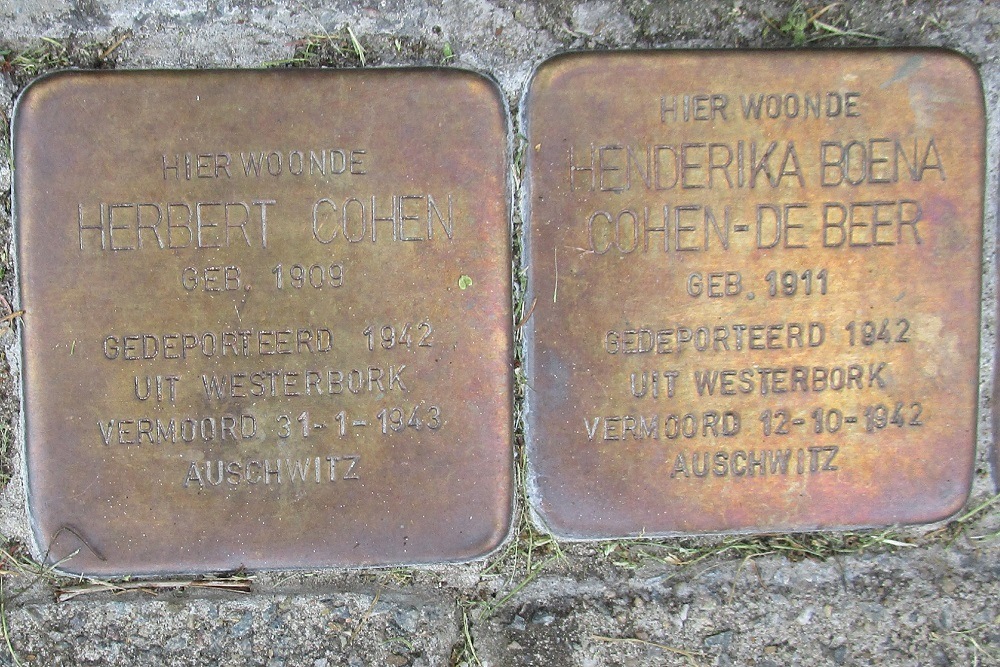 HIER WOONDE
HERBERT COHEN
GEB. 1909
GEDEPORTEERD 1942
UIT WESTERBORK
VERMOORD 31-1-1943
AUSCHWITZ
HIER WOONDE
HENDERIKA BOENA
COHEN-DE BEER
GEB. 1911
GEDEPORTEERD 1942
UIT WESTERBORK
VERMOORD 12-10-1942
AUSCHWITZ